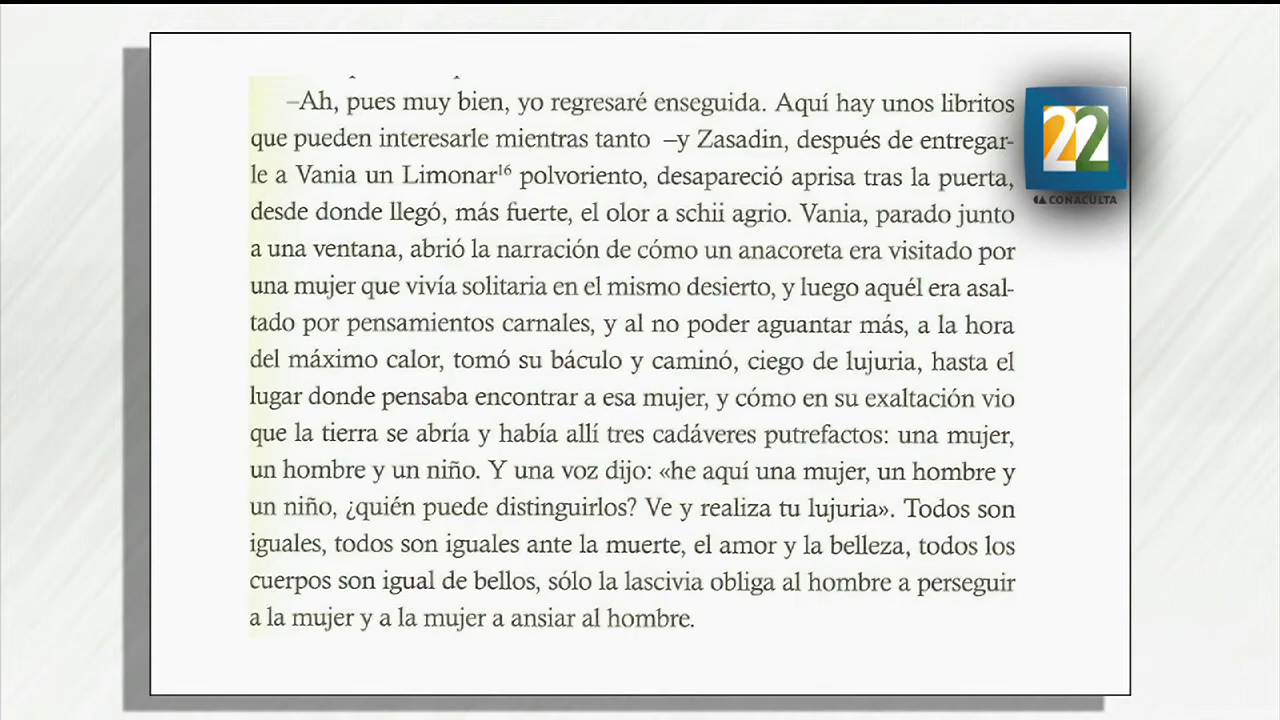 –Ah, pues muy bien, yo regresaré enseguida. Aquí hay unos libritos
que pueden interesarle mientras tanto –y Zasadin, después de entregar-
le a Vania un Limonar¹⁶ polvoriento, desapareció aprisa tras la puerta,
desde donde llegó, más fuerte, el olor a schii agrio. Vania, parado junto
a una ventana, abrió la narración de cómo un anacoreta era visitado por
una mujer que vivía solitaria en el mismo desierto, y luego aquél era asal-
tado por pensamientos carnales, y al no poder aguantar más, a la hora
del máximo calor, tomó su báculo y caminó, ciego de lujuria, hasta el
lugar donde pensaba encontrar a esa mujer, y cómo en su exaltación vio
que la tierra se abría y había allí tres cadáveres putrefactos: una mujer,
un hombre y un niño. Y una voz dijo: «he aquí una mujer, un hombre y
un niño, ¿quién puede distinguirlos? Ve y realiza tu lujuria». Todos son
iguales, todos son iguales ante la muerte, el amor y la belleza, todos los
cuerpos son igual de bellos, sólo la lascivia obliga al hombre a perseguir
a la mujer y a la mujer a ansiar al hombre.
22
CONACULTA